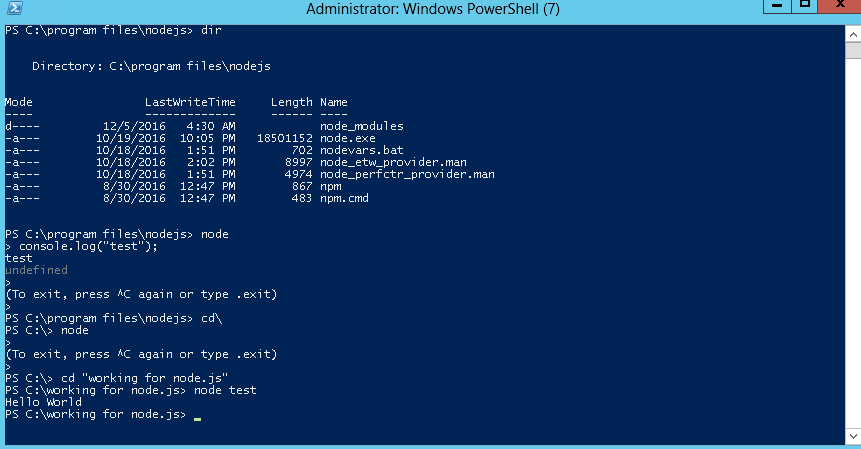 Administrator: Windows PowerShell (7)
PS C:\program files\nodejs> dir
Directory: C:\program files\nodejs
Mode LastWriteTime Length Name
---- ------------- ------ ----
d---- 12/5/2016 4:30 AM node_modules
-a--- 10/19/2016 10:05 PM 18501152 node.exe
-a--- 10/18/2016 1:51 PM 702 nodevars.bat
-a--- 10/18/2016 2:02 PM 8997 node_etw_provider.man
-a--- 10/18/2016 1:51 PM 4974 node_perfctr_provider.man
-a--- 8/30/2016 12:47 PM 867 npm
-a--- 8/30/2016 12:47 PM 483 npm.cmd
PS C:\program files\nodejs> node
> console.log("test");
test
undefined
>
(To exit, press ^C again or type .exit)
>
PS C:\program files\nodejs> cd\
PS C:\> node
>
(To exit, press ^C again or type .exit)
>
PS C:\> cd "working for node.js"
PS C:\working for node.js> node test
Hello World
PS C:\working for node.js> _